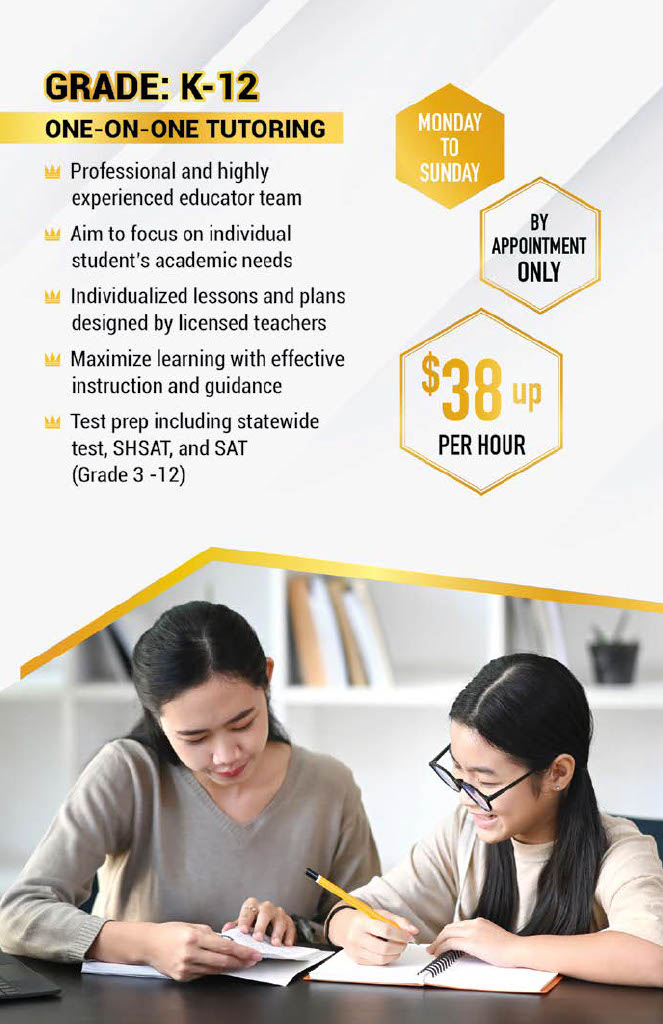 GRADE: K-12
ONE-ON-ONE TUTORING
Professional and highly
experienced educator team
Aim to focus on individual
student's academic needs
Individualized lessons and plans
designed by licensed teachers
Maximize learning with effective
instruction and guidance
Test prep including statewide
test, SHSAT, and SAT
(Grade 3 -12)
MONDAY
TO
SUNDAY
BY
APPOINTMENT
ONLY
$38 up
PER HOUR